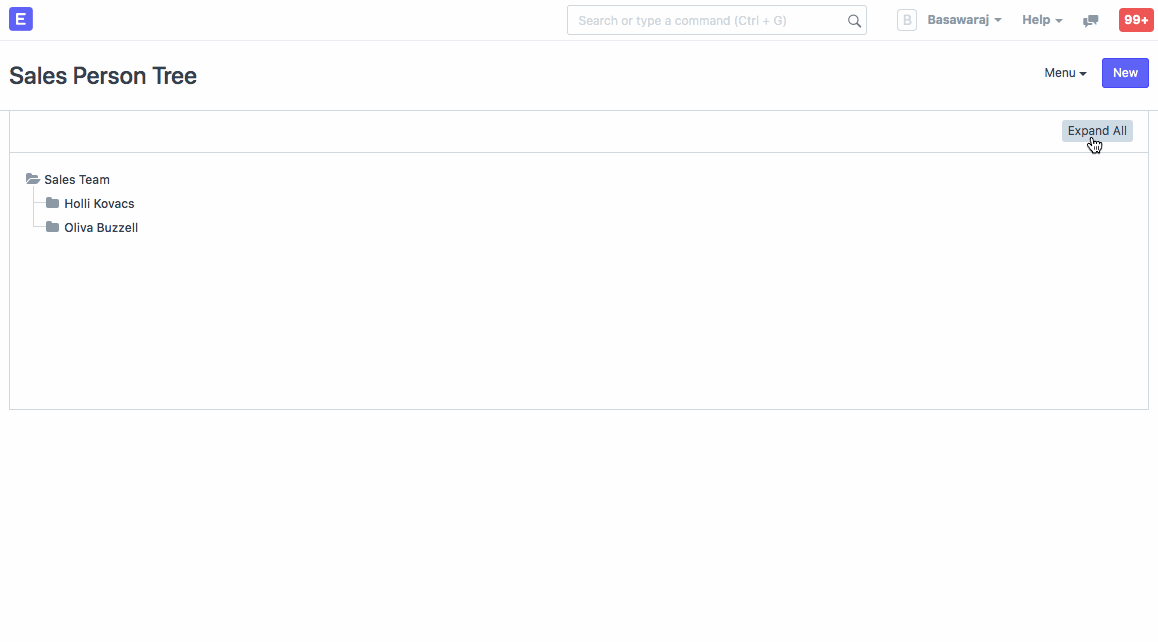 E
Search or type a command (Ctrl + G)
B Basawaraj Help 99+
Sales Person Tree
Menu New
Expand All
Sales Team
Holli Kovacs
Oliva Buzzell